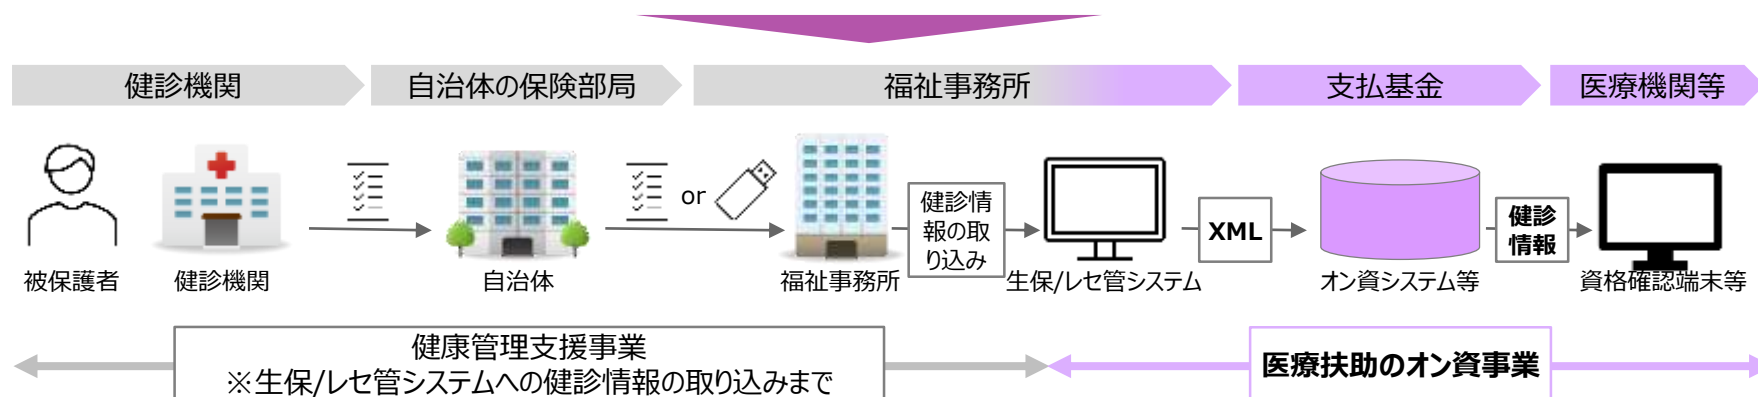 健診機関
自治体の保険部局
福祉事務所
支払基金
医療機関等
or
健診情
報の取
り込み
XML
健診
情報
被保護者
健診機関
自治体
福祉事務所
生保/レセ管システム
オン資システム等
資格確認端末等
健康管理支援事業
※生保/レセ管システムへの健診情報の取り込みまで
医療扶助のオン資事業